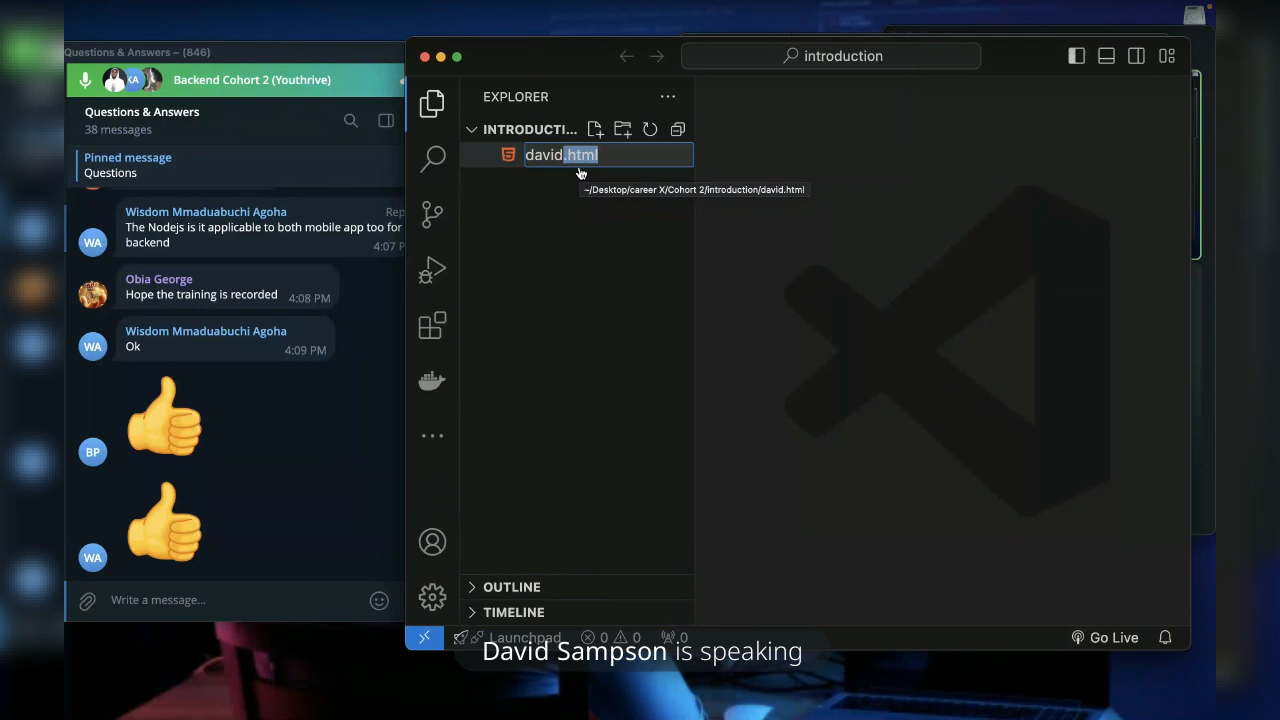 Questions & Answers – (846)
KA
Backend Cohort 2 (Youthrive)
Questions & Answers
38 messages
Pinned message
Questions
Wisdom Mmaduabuchi Agoha
Rep
The Nodejs is it applicable to both mobile app too for
backend
4:07 P
WA
Obia George
Hope the training is recorded
4:08 PM
Wisdom Mmaduabuchi Agoha
Ok
4:09 PM
WA
BP
WA
Write a message...
introduction
EXPLORER
INTRODUCTI...
david.html
~/Desktop/career X/Cohort 2/introduction/david.html
OUTLINE
TIMELINE
Launchpad
0
0
0
Go Live
David Sampson is speaking